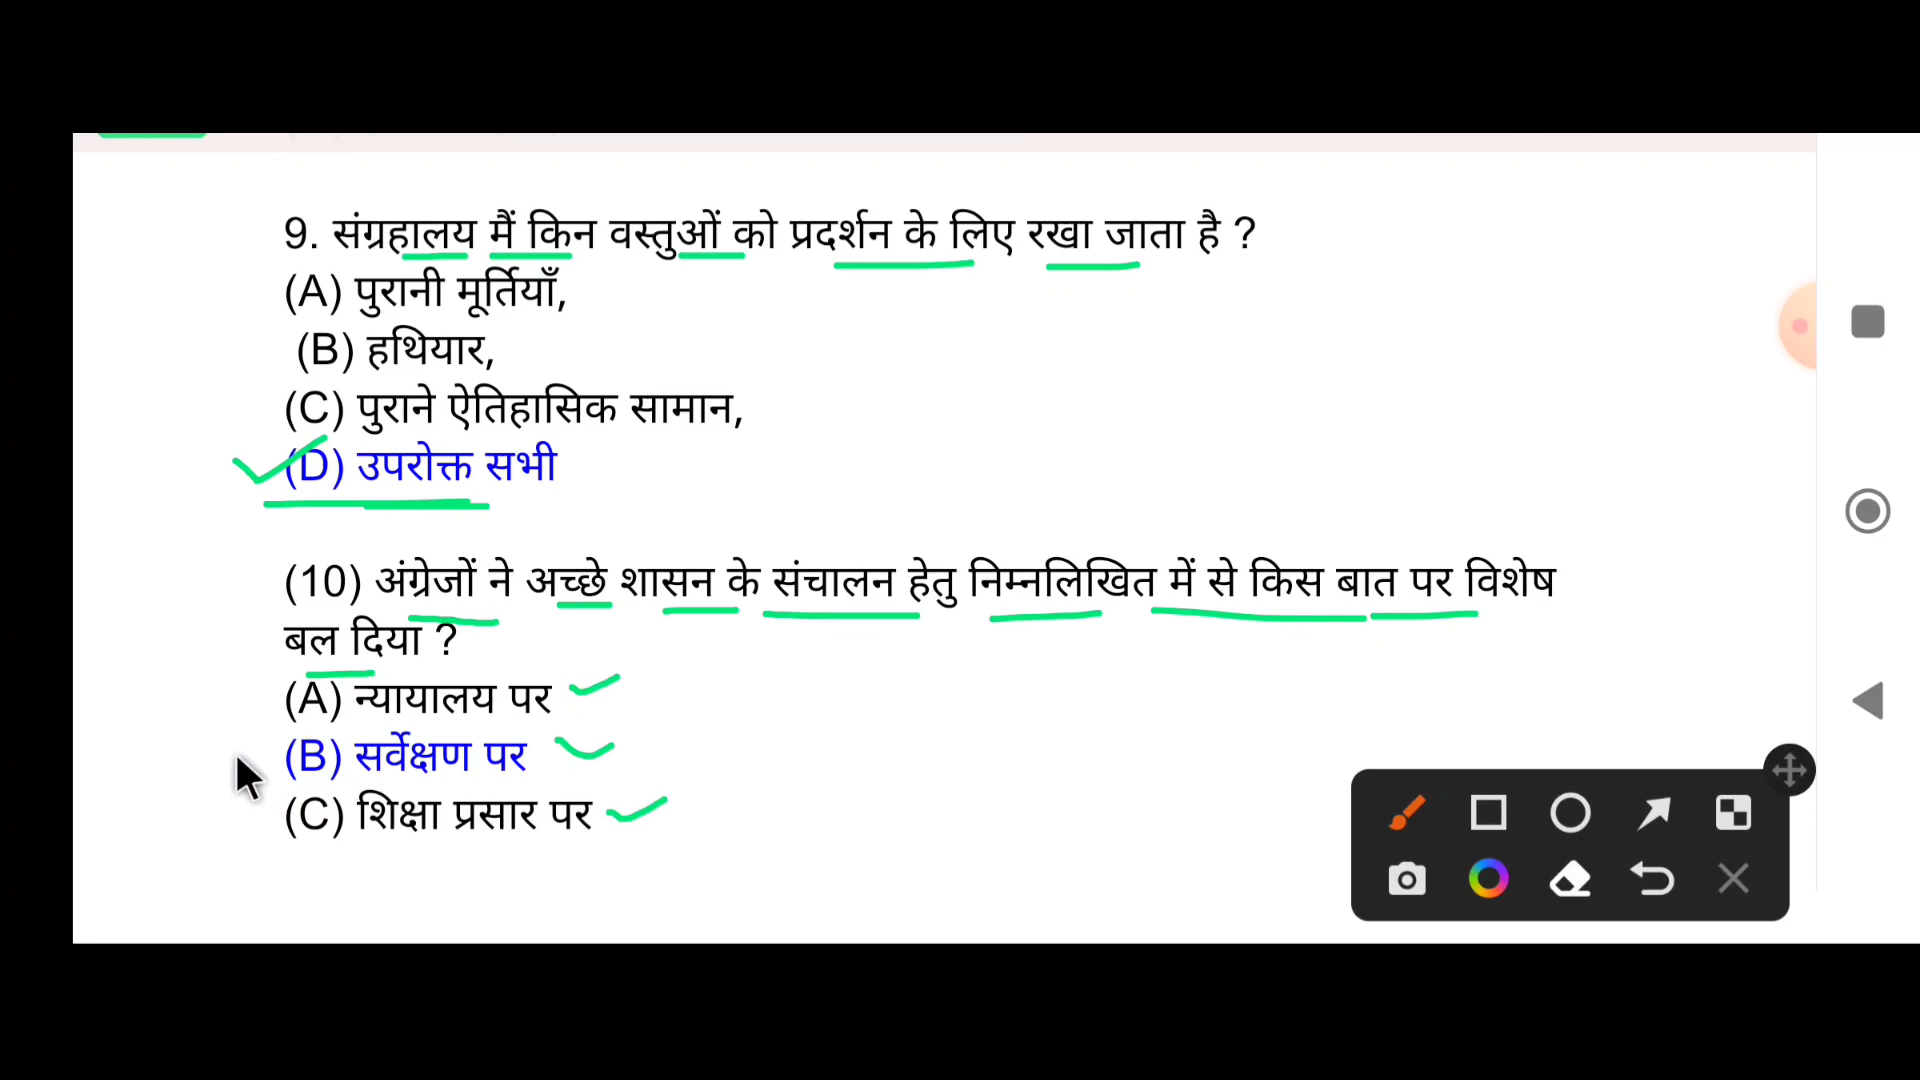 9. संग्रहालय मैं किन वस्तुओं को प्रदर्शन के लिए रखा जाता है ?
(A) पुरानी मूर्तियाँ,
(B) हथियार,
(C) पुराने ऐतिहासिक सामान,
(D) उपरोक्त सभी
(10) अंग्रेजों ने अच्छे शासन के संचालन हेतु निम्नलिखित में से किस बात पर विशेष
बल दिया ?
(A) न्यायालय पर
(B) सर्वेक्षण पर
(C) शिक्षा प्रसार पर